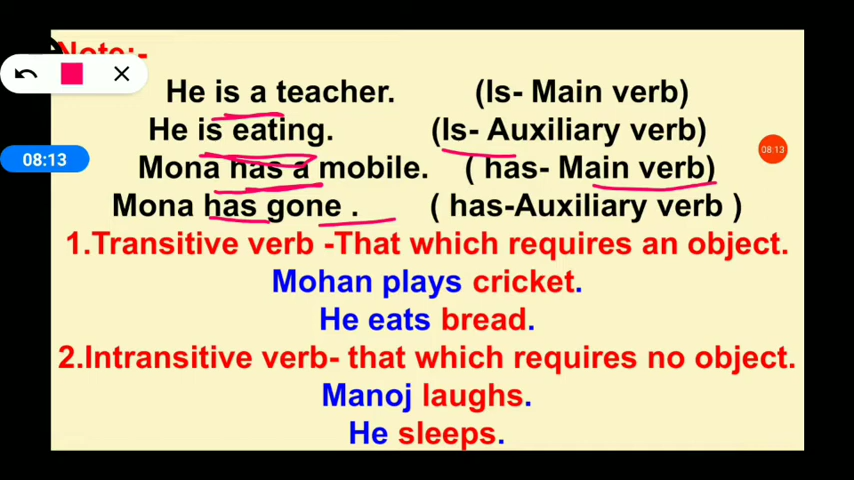 Note:-
He is a teacher. (Is- Main verb)
He is eating. (Is- Auxiliary verb)
08:13
08:13
Mona has a mobile. ( has- Main verb)
Mona has gone . ( has-Auxiliary verb )
1.Transitive verb -That which requires an object.
Mohan plays cricket.
He eats bread.
2.Intransitive verb- that which requires no object.
Manoj laughs.
He sleeps.